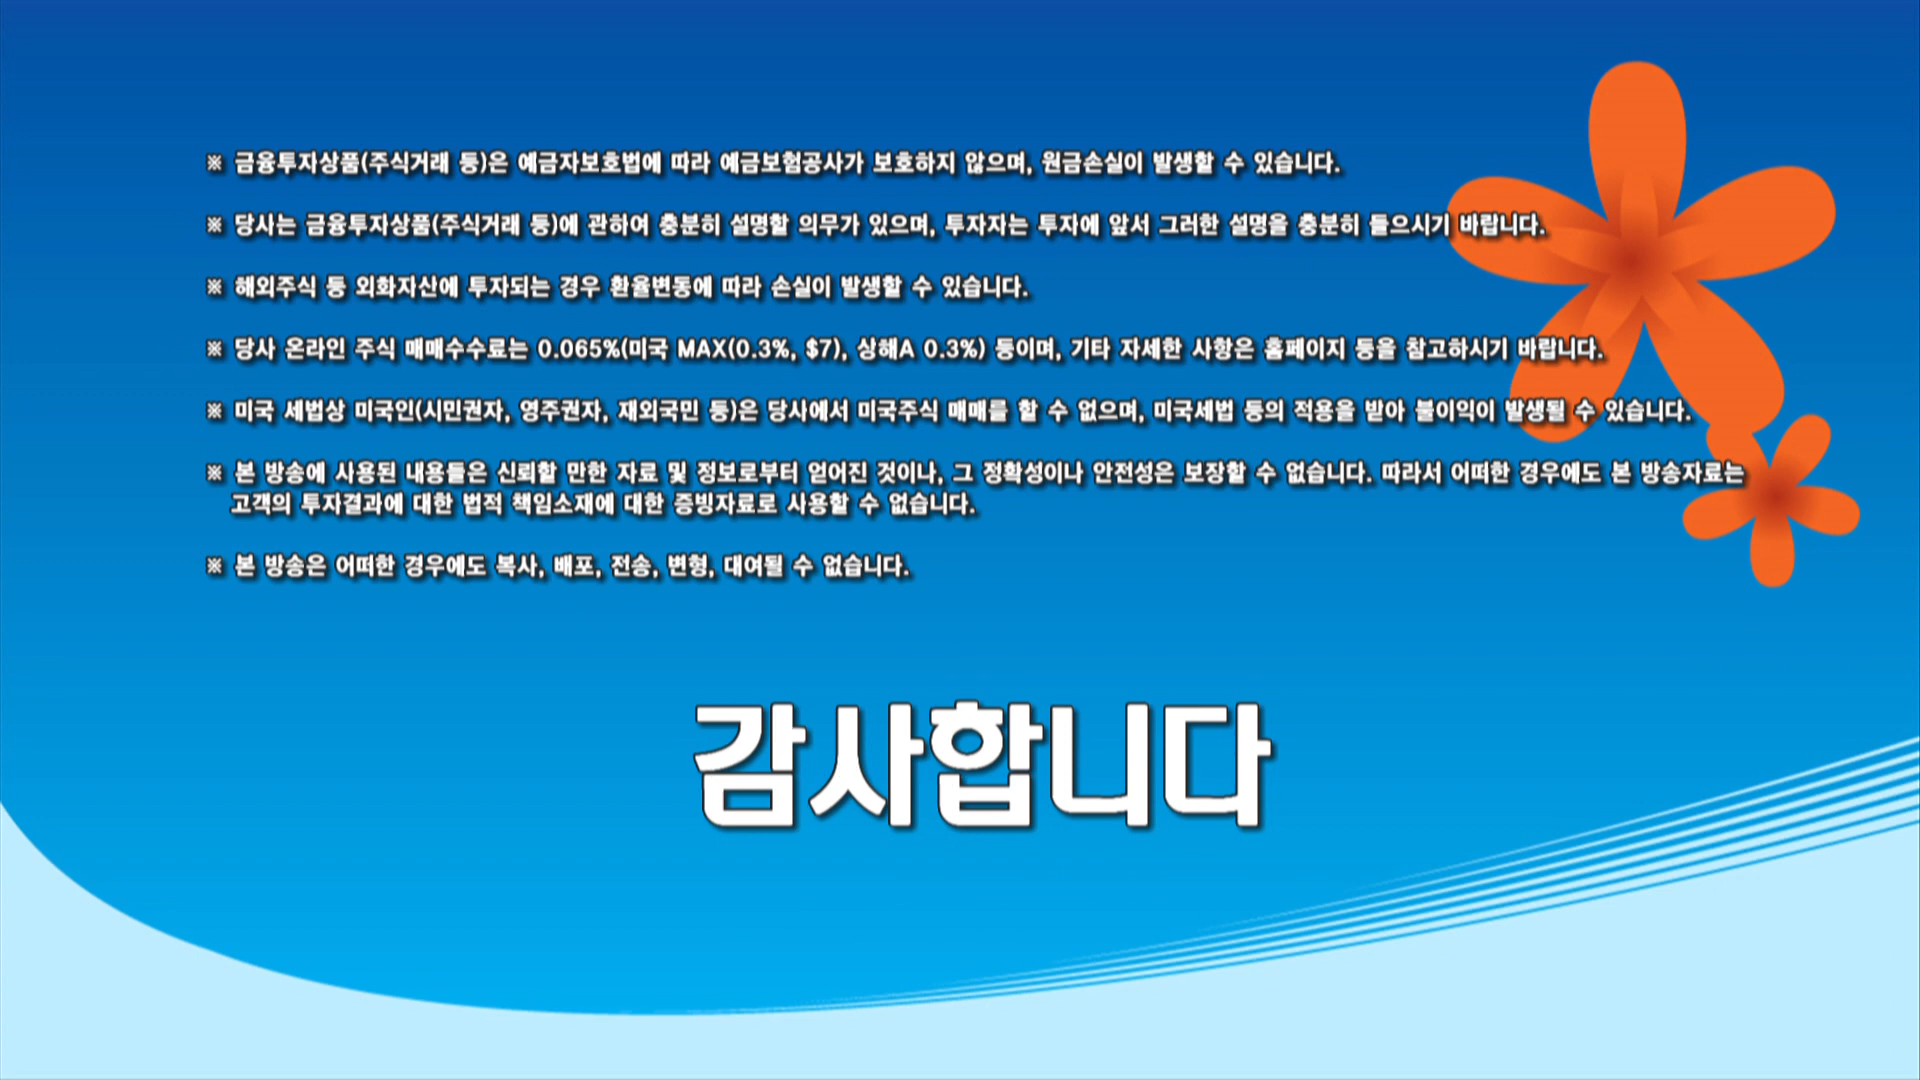 ※ 금융투자상품(주식거래 등)은 예금자보호법에 따라 예금보험공사가 보호하지 않으며, 원금손실이 발생할 수 있습니다.
※ 당사는 금융투자상품(주식거래 등)에 관하여 충분히 설명할 의무가 있으며, 투자자는 투자에 앞서 그러한 설명을 충분히 들으시기 바랍니다.
※ 해외주식 등 외화자산에 투자되는 경우 환율변동에 따라 손실이 발생할 수 있습니다.
※ 당사 온라인 주식 매매수수료는 0.065%(미국 MAX(0.3%, $7), 상해A 0.3%) 등이며, 기타 자세한 사항은 홈페이지 등을 참고하시기 바랍니다.
※ 미국 세법상 미국인(시민권자, 영주권자, 재외국민 등)은 당사에서 미국주식 매매를 할 수 없으며, 미국세법 등의 적용을 받아 불이익이 발생될 수 있습니다.
※ 본 방송에 사용된 내용들은 신뢰할 만한 자료 및 정보로부터 얻어진 것이나, 그 정확성이나 안전성은 보장할 수 없습니다. 따라서 어떠한 경우에도 본 방송자료는
고객의 투자결과에 대한 법적 책임소재에 대한 증빙자료로 사용할 수 없습니다.
※ 본 방송은 어떠한 경우에도 복사, 배포, 전송, 변형, 대여될 수 없습니다.
감사합니다